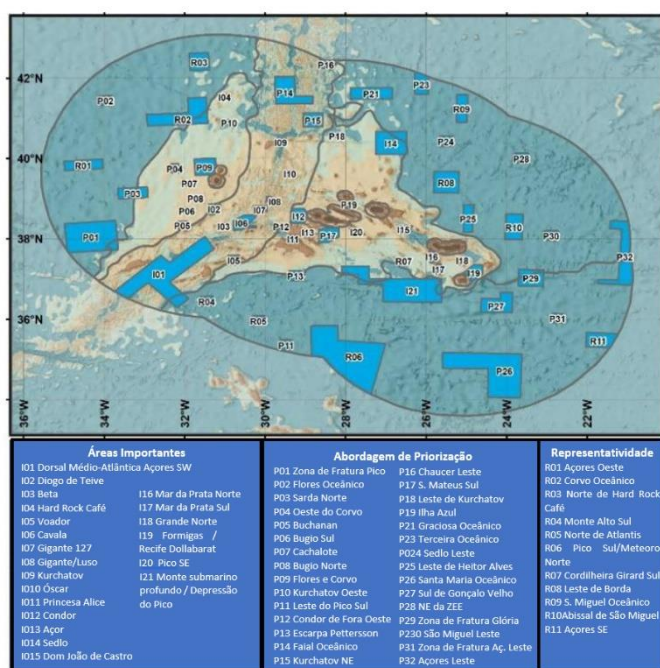 42°N
40°N
38°N
36°N
36°W
34°W
32°W
30°W
28°W
26°W
24°W
22°W
R03
P02
I04
R02
P10
P16
P14
P15
P18
P21
P23
R09
P24
P28
I14
R08
I09
I10
R01
P04
P09
P07
P03
P08
P06
I02
P05
I03
I06
I07
I08
P12
I12
I11
I13
P17
P19
I20
I15
P25
R10
P30
P01
I01
I05
R04
R05
P11
P13
R06
R07
I21
I16
I17
I18
I19
P29
P27
P32
P31
R11
P26
Áreas Importantes
I01 Dorsal Médio-Atlântica Açores SW
I02 Diogo de Teive
I03 Beta
I04 Hard Rock Café
I05 Voador
I06 Cavala
I07 Gigante 127
I08 Gigante/Luso
I09 Kurchatov
I010 Óscar
I011 Princesa Alice
I012 Condor
I013 Açor
I014 Sedlo
I015 Dom João de Castro
I16 Mar da Prata Norte
I17 Mar da Prata Sul
I18 Grande Norte
I19 Formigas /
Recife Dollabarat
I20 Pico SE
I21 Monte submarino
profundo / Depressão
do Pico
Abordagem de Priorização
P01 Zona de Fratura Pico
P02 Flores Oceânico
P03 Sarda Norte
P04 Oeste do Corvo
P05 Buchanan
P06 Bugio Sul
P07 Cachalote
P08 Bugio Norte
P09 Flores e Corvo
P10 Kurchatov Oeste
P11 Leste do Pico Sul
P12 Condor de Fora Oeste
P13 Escarpa Pettersson
P14 Faial Oceânico
P15 Kurchatov NE
P16 Chaucer Leste
P17 S. Mateus Sul
P18 Leste de Kurchatov
P19 Ilha Azul
P21 Graciosa Oceânico
P23 Terceira Oceânico
P024 Sedlo Leste
P25 Leste de Heitor Alves
P26 Santa Maria Oceânico
P27 Sul de Gonçalo Velho
P28 NE da ZEE
P29 Zona de Fratura Glória
P230 São Miguel Leste
P31 Zona de Fratura Aç. Leste
P32 Açores Leste
Representatividade
R01 Açores Oeste
R02 Corvo Oceânico
R03 Norte de Hard Rock
Café
R04 Monte Alto Sul
R05 Norte de Atlantis
R06 Pico Sul/Meteoro
Norte
R07 Cordilheira Girard Sul
R08 Leste de Borda
R09 S. Miguel Oceânico
R10Abissal de São Miguel
R11 Açores SE